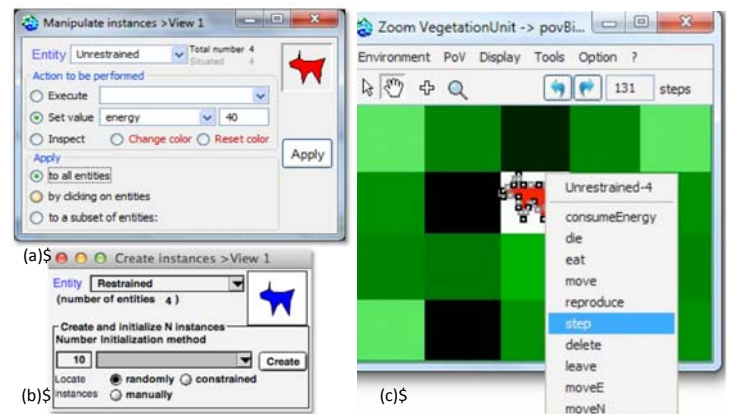 Manipulate instances >View 1
Entity Unrestrained Total number 4
Situated 4
Action to be performed
Execute
Set value energy 40
Inspect Change color Reset color
Apply
Apply
to all entities
by clicking on entities
to a subset of entities:
(a)$
Create instances >View 1
Entity Restrained
(number of entities 4 )
Create and initialize N instances
Number Initialization method
10 Create
Locate randomly constrained
instances manually
(b)$
Zoom VegetationUnit -> povBi...
Environment PoV Display Tools Option ?
131 steps
Unrestrained-4
consumeEnergy
die
eat
move
reproduce
step
delete
leave
moveE
moveN
(c)$